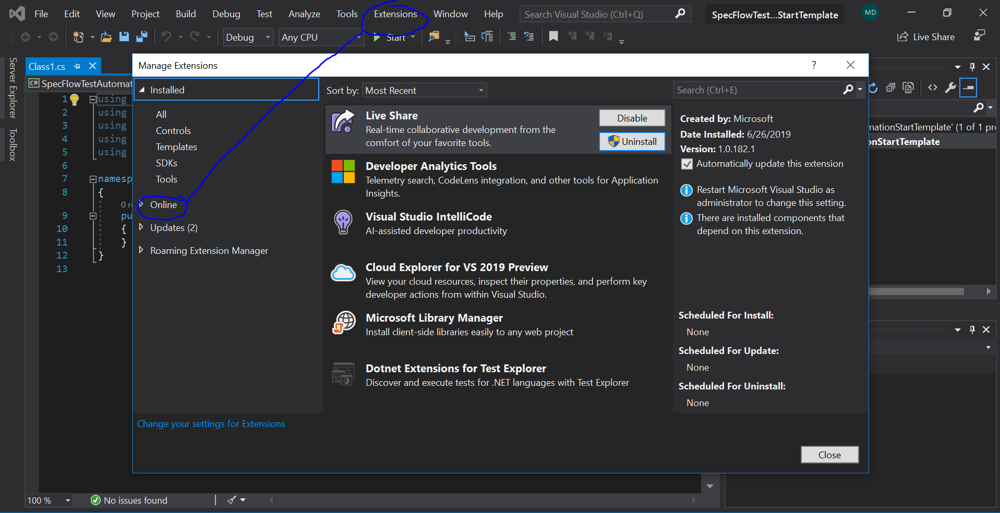 File Edit View Project Build Debug Test Analyze Tools Extensions Window Help Search Visual Studio (Ctrl+Q) SpecFlowTest...StartTemplate MD
Debug Any CPU Start Live Share
Server Explorer
Toolbox
Class1.cs
C# SpecFlowTestAutomat
1 using
2 using
3 using
4 using
5 using
6
7 namesp
8 {
0 re
9 pu
10 {
11 }
12 }
13
Manage Extensions ?
Installed
All
Controls
Templates
SDKs
Tools
Online
Updates (2)
Roaming Extension Manager
Change your settings for Extensions
Sort by: Most Recent
Live Share
Real-time collaborative development from the
comfort of your favorite tools.
Disable
Uninstall
Developer Analytics Tools
Telemetry search, CodeLens integration, and other tools for Application
Insights.
Visual Studio IntelliCode
AI-assisted developer productivity
Cloud Explorer for VS 2019 Preview
View your cloud resources, inspect their properties, and perform key
developer actions from within Visual Studio.
Microsoft Library Manager
Install client-side libraries easily to any web project
Dotnet Extensions for Test Explorer
Discover and execute tests for .NET languages with Test Explorer
Search (Ctrl+E)
Created by: Microsoft
Date Installed: 6/26/2019
Version: 1.0.182.1
Automatically update this extension
Restart Microsoft Visual Studio as
administrator to change this setting.
There are installed components that
depend on this extension.
Scheduled For Install:
None
Scheduled For Update:
None
Scheduled For Uninstall:
None
Close
mationStartTemplate' (1 of 1 pro
onStartTemplate
100 % No issues found